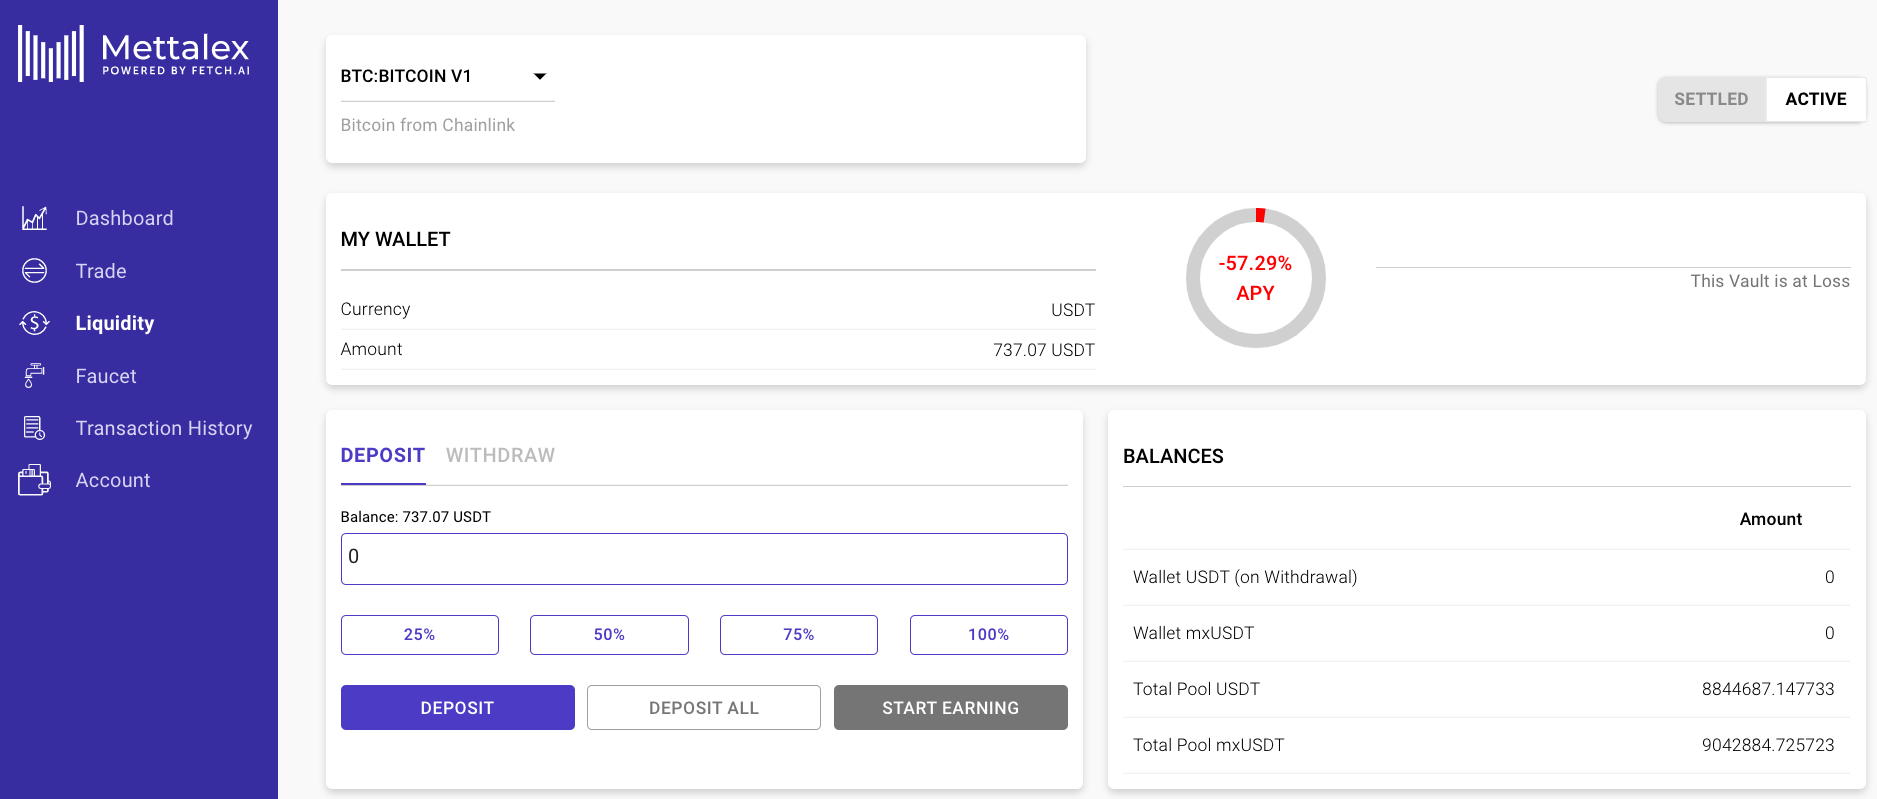 Mettalex
POWERED BY FETCH.AI
Dashboard
Trade
Liquidity
Faucet
Transaction History
Account
BTC:BITCOIN V1
Bitcoin from Chainlink
SETTLED ACTIVE
MY WALLET
Currency USDT
Amount 737.07 USDT
-57.29%
APY
This Vault is at Loss
DEPOSIT WITHDRAW
Balance: 737.07 USDT
0
25% 50% 75% 100%
DEPOSIT DEPOSIT ALL START EARNING
BALANCES
Amount
Wallet USDT (on Withdrawal) 0
Wallet mxUSDT 0
Total Pool USDT 8844687.147733
Total Pool mxUSDT 9042884.725723